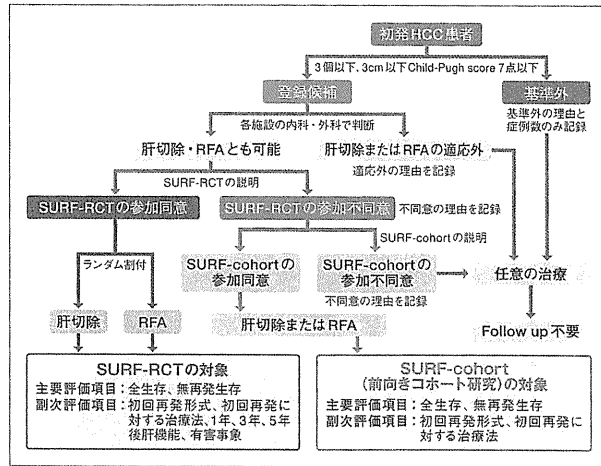 初発HCC患者
3個以下、3cm以下Child-Pugh score 7点以下
登録候補
基準外
各施設の内科・外科で判断
基準外の理由と
症例数のみ記録
肝切除・RFAとも可能
肝切除またはRFAの適応外
適応外の理由を記録
SURF-RCTの説明
SURF-RCTの参加同意
SURF-RCTの参加不同意
不同意の理由を記録
SURF-cohortの説明
ランダム割付
SURF-cohortの
参加同意
SURF-cohortの
参加不同意
不同意の理由を記録
任意の治療
肝切除
RFA
肝切除またはRFA
Follow up 不要
SURF-RCTの対象
主要評価項目：全生存、無再発生存
副次評価項目：初回再発形式、初回再発に
対する治療法、1年、3年、5年
後肝機能、有害事象
SURF-cohort
（前向きコホート研究）の対象
主要評価項目：全生存、無再発生存
副次評価項目：初回再発形式、初回再発に
対する治療法